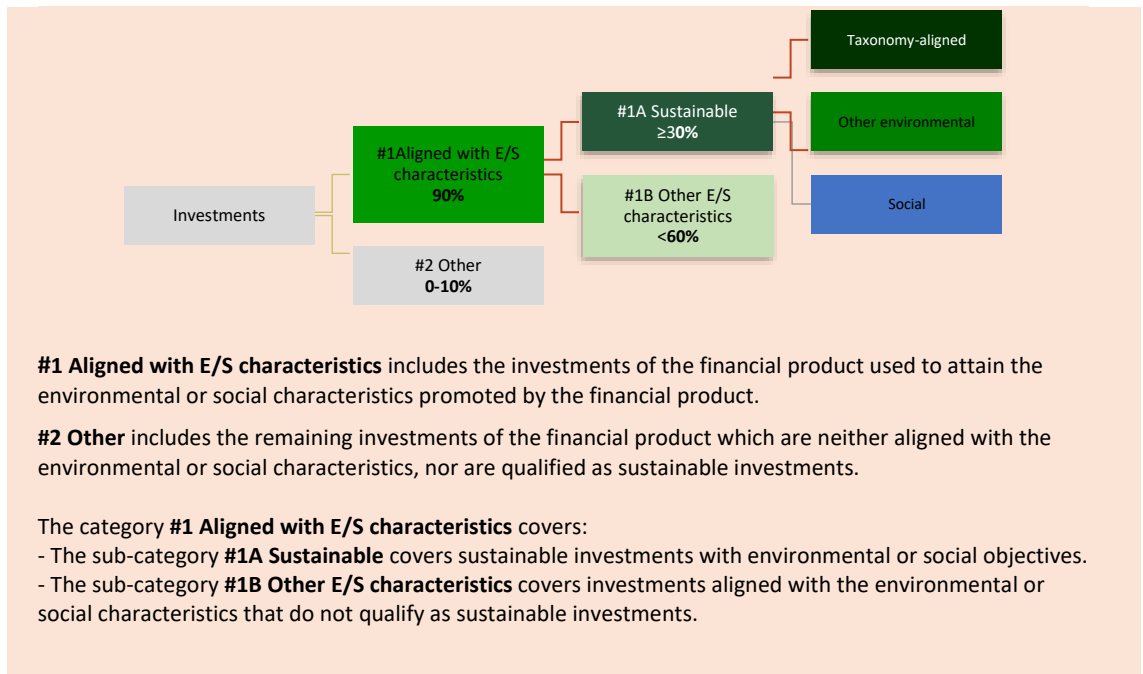 Taxonomy-aligned
#1A Sustainable
≥30%
Other environmental
#1Aligned with E/S
characteristics
90%
#1B Other E/S
characteristics
<60%
Social
Investments
#2 Other
0-10%
#1 Aligned with E/S characteristics includes the investments of the financial product used to attain the
environmental or social characteristics promoted by the financial product.
#2 Other includes the remaining investments of the financial product which are neither aligned with the
environmental or social characteristics, nor are qualified as sustainable investments.
The category #1 Aligned with E/S characteristics covers:
- The sub-category #1A Sustainable covers sustainable investments with environmental or social objectives.
- The sub-category #1B Other E/S characteristics covers investments aligned with the environmental or
social characteristics that do not qualify as sustainable investments.